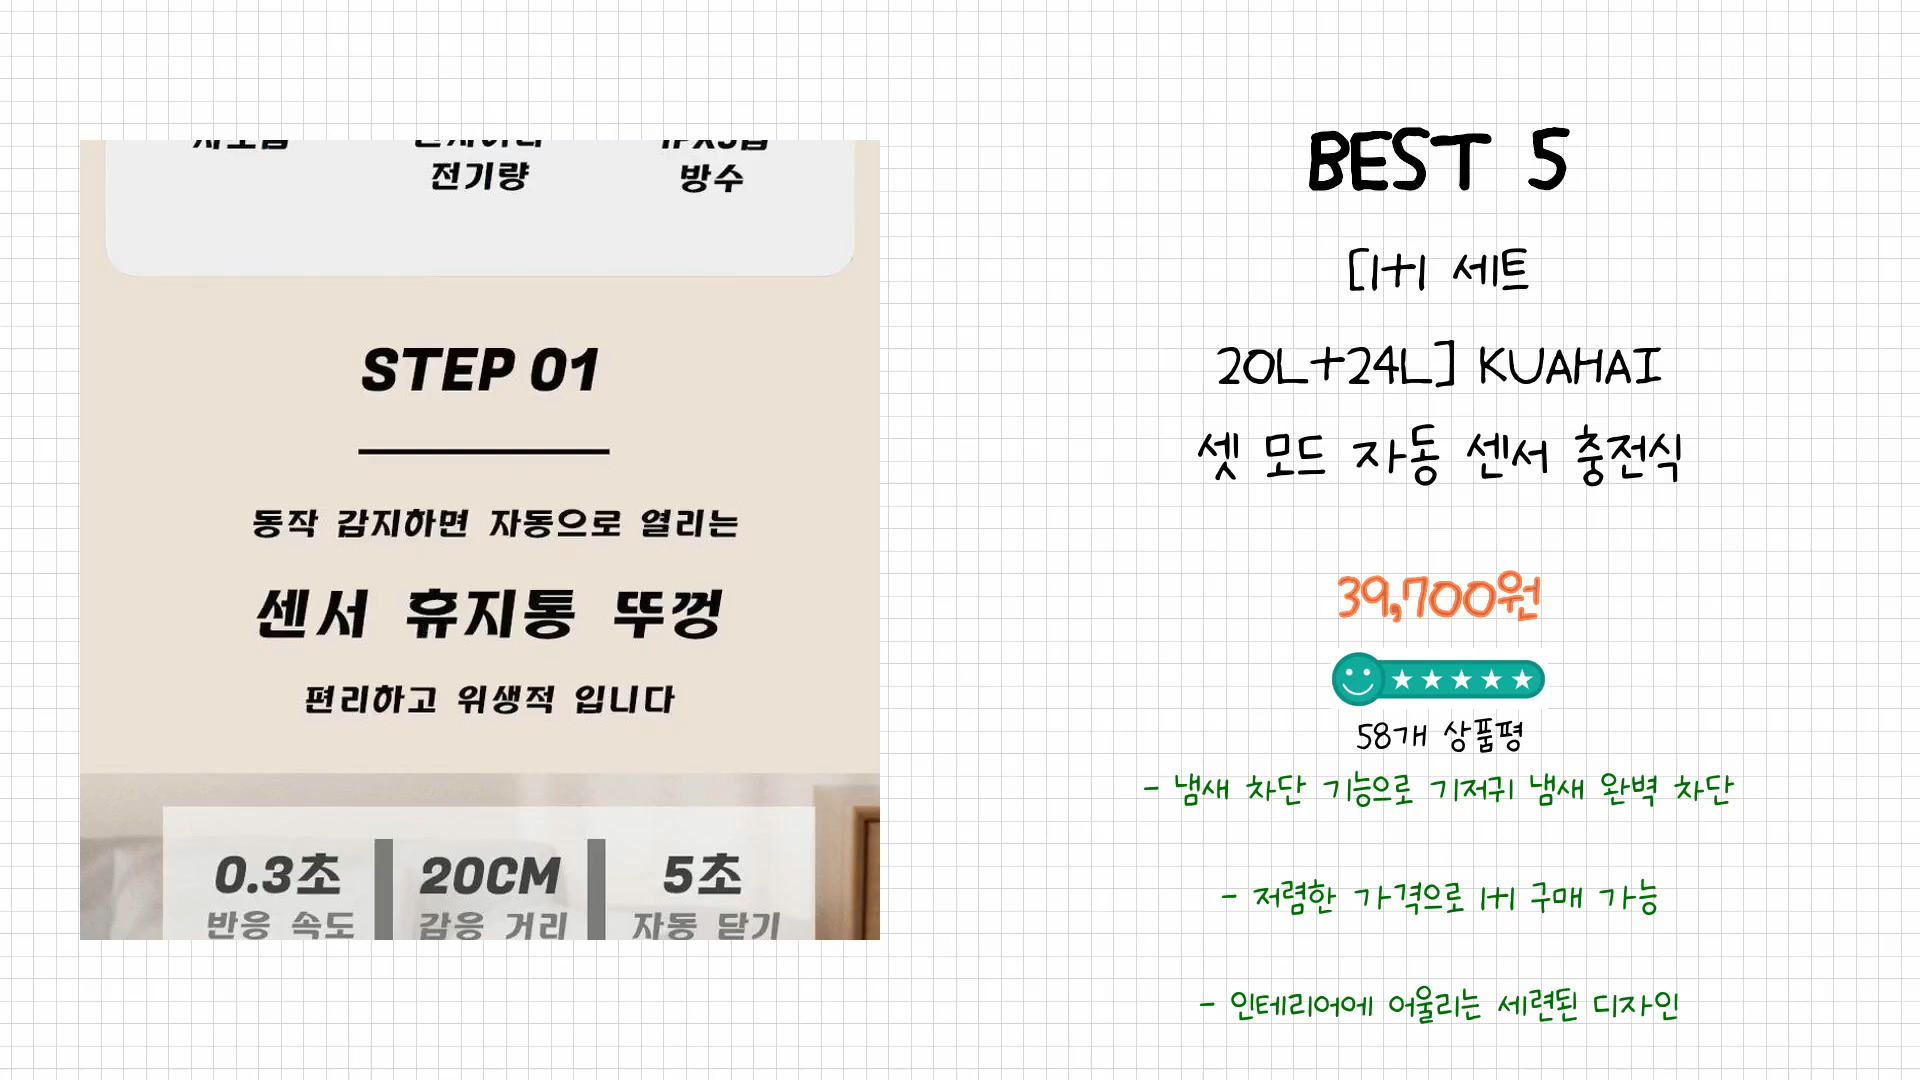 전기량
방수
STEP 01
동작 감지하면 자동으로 열리는
센서 휴지통 뚜껑
편리하고 위생적 입니다
0.3초
20CM
5초
반응 속도
감응 거리
자동 닫기
BEST 5
[1+1 세트
20L+24L] KUAHAI
셋 모드 자동 센서 충전식
39,700원
58개 상품평
- 냄새 차단 기능으로 기저귀 냄새 완벽 차단
- 저렴한 가격으로 1+1 구매 가능
- 인테리어에 어울리는 세련된 디자인